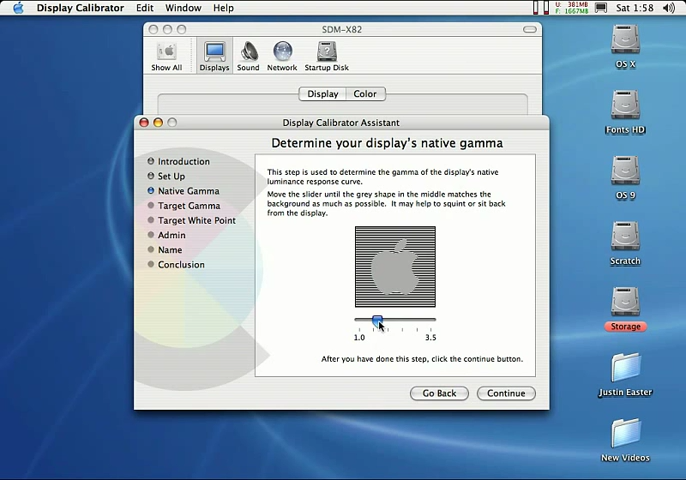 Display Calibrator Edit Window Help
U: 381MB
F: 1667MB
Sat 1:58
SDM-X82
Show All
Displays
Sound
Network
Startup Disk
Display
Color
Display Calibrator Assistant
Determine your display's native gamma
Introduction
Set Up
Native Gamma
Target Gamma
Target White Point
Admin
Name
Conclusion
This step is used to determine the gamma of the display's native
luminance response curve.
Move the slider until the grey shape in the middle matches the
background as much as possible. It may help to squint or sit back
from the display.
1.0
3.5
After you have done this step, click the continue button.
Go Back
Continue
OS X
Fonts HD
OS 9
Scratch
Storage
Justin Easter
New Videos